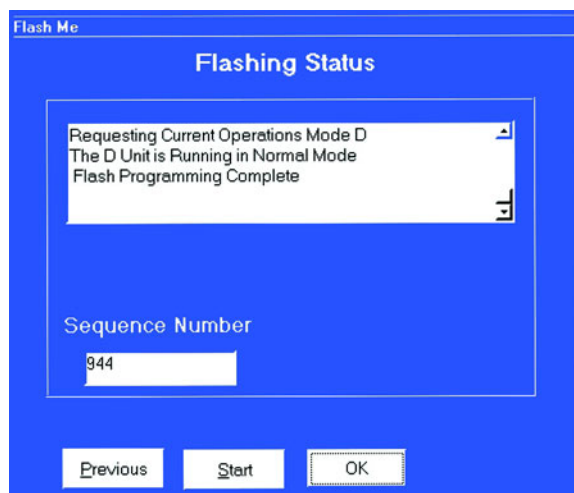 Flash Me
Flashing Status
Requesting Current Operations Mode D
The D Unit is Running in Normal Mode
Flash Programming Complete
Sequence Number
944
Previous
Start
OK